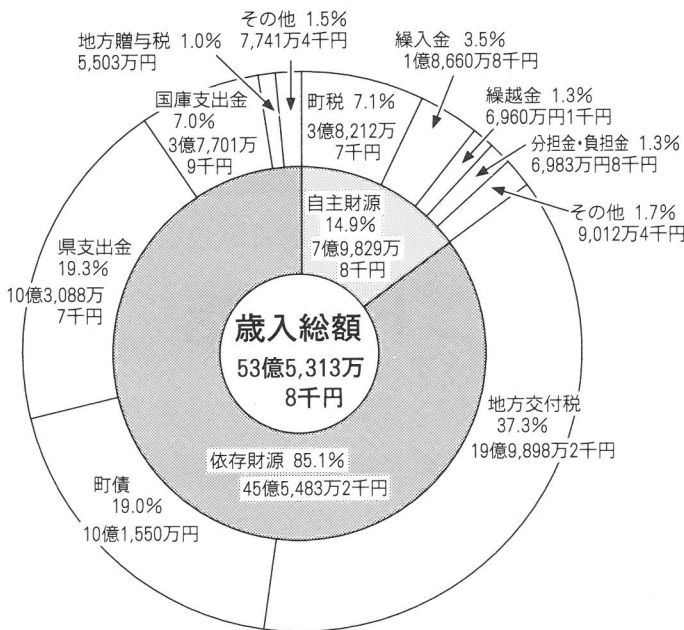 その他 1.5%
7,741万4千円
地方贈与税 1.0%
5,503万円
国庫支出金
7.0%
3億7,701万
9千円
県支出金
19.3%
10億3,088万
7千円
町債
19.0%
10億1,550万円
町税 7.1%
3億8,212万
7千円
繰入金 3.5%
1億8,660万8千円
繰越金 1.3%
6,960万円1千円
分担金・負担金 1.3%
6,983万円8千円
その他 1.7%
9,012万4千円
自主財源
14.9%
7億9,829万
8千円
歳入総額
53億5,313万
8千円
地方交付税
37.3%
19億9,898万2千円
依存財源 85.1%
45億5,483万2千円